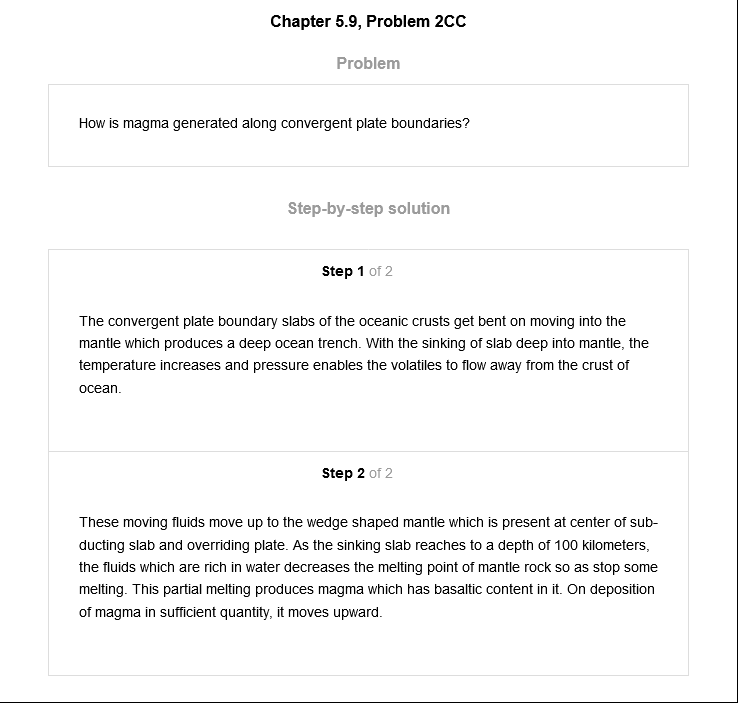 Chapter 5.9, Problem 2CC
Problem
How is magma generated along convergent plate boundaries?
Step-by-step solution
Step 1 of 2
The convergent plate boundary slabs of the oceanic crusts get bent on moving into the
mantle which produces a deep ocean trench. With the sinking of slab deep into mantle, the
temperature increases and pressure enables the volatiles to flow away from the crust of
ocean.
Step 2 of 2
These moving fluids move up to the wedge shaped mantle which is present at center of sub-
ducting slab and overriding plate. As the sinking slab reaches to a depth of 100 kilometers,
the fluids which are rich in water decreases the melting point of mantle rock so as stop some
melting. This partial melting produces magma which has basaltic content in it. On deposition
of magma in sufficient quantity, it moves upward.